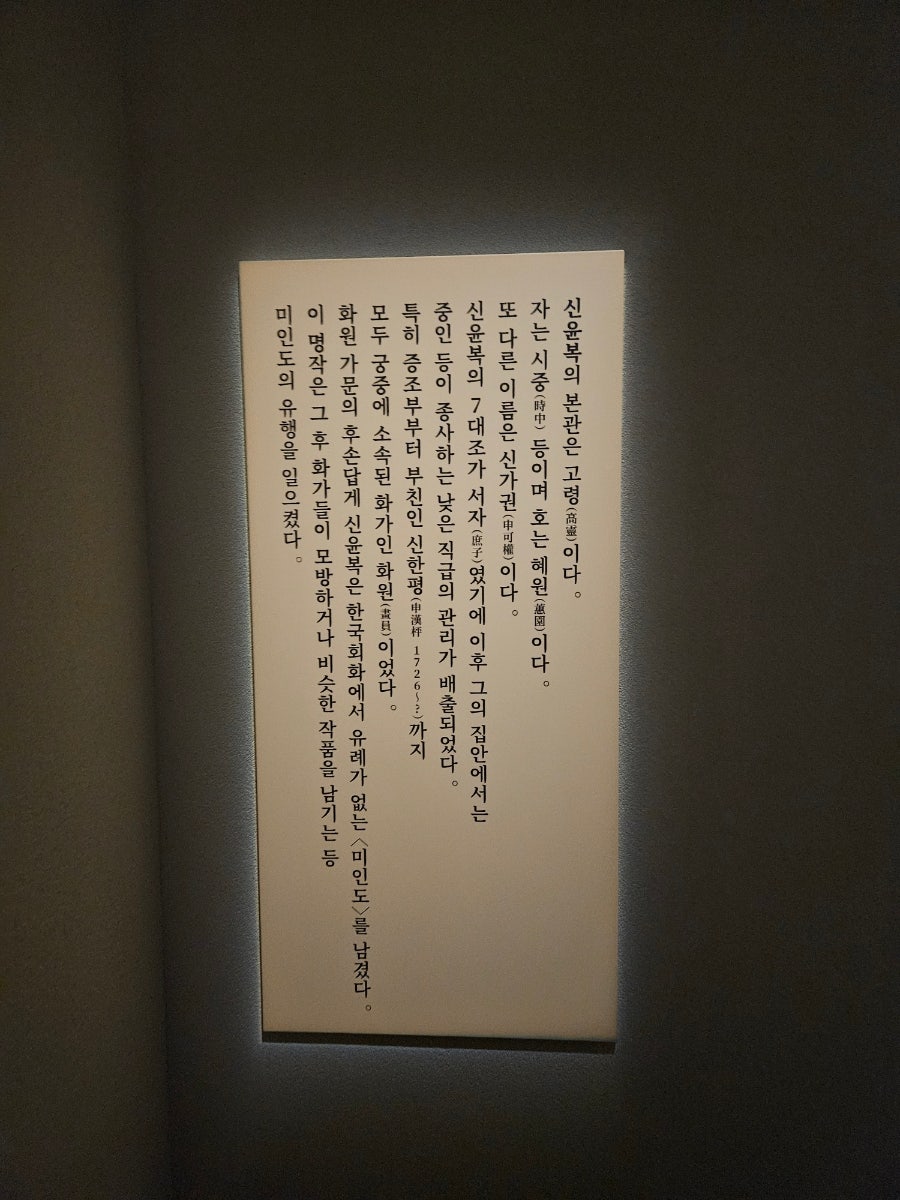 신윤복의 본관은 고령(高靈)이다.
자는 시중(時中) 등이며 호는 혜원(蕙園)이다.
또 다른 이름은 신가권(申可權)이다.
신윤복의 7대조가 서자(庶子)였기에 이후 그의 집안에서는
중인 등이 종사하는 낮은 직급의 관리가 배출되었다.
특히 증조부부터 부친인 신한평(申漢枰 1726~?)까지
모두 궁중에 소속된 화가인 화원(畫員)이었다.
화원 가문의 후손답게 신윤복은 한국회화에서 유례가 없는 〈미인도〉를 남겼다.
이 명작은 그 후 화가들이 모방하거나 비슷한 작품을 남기는 등
미인도의 유행을 일으켰다.